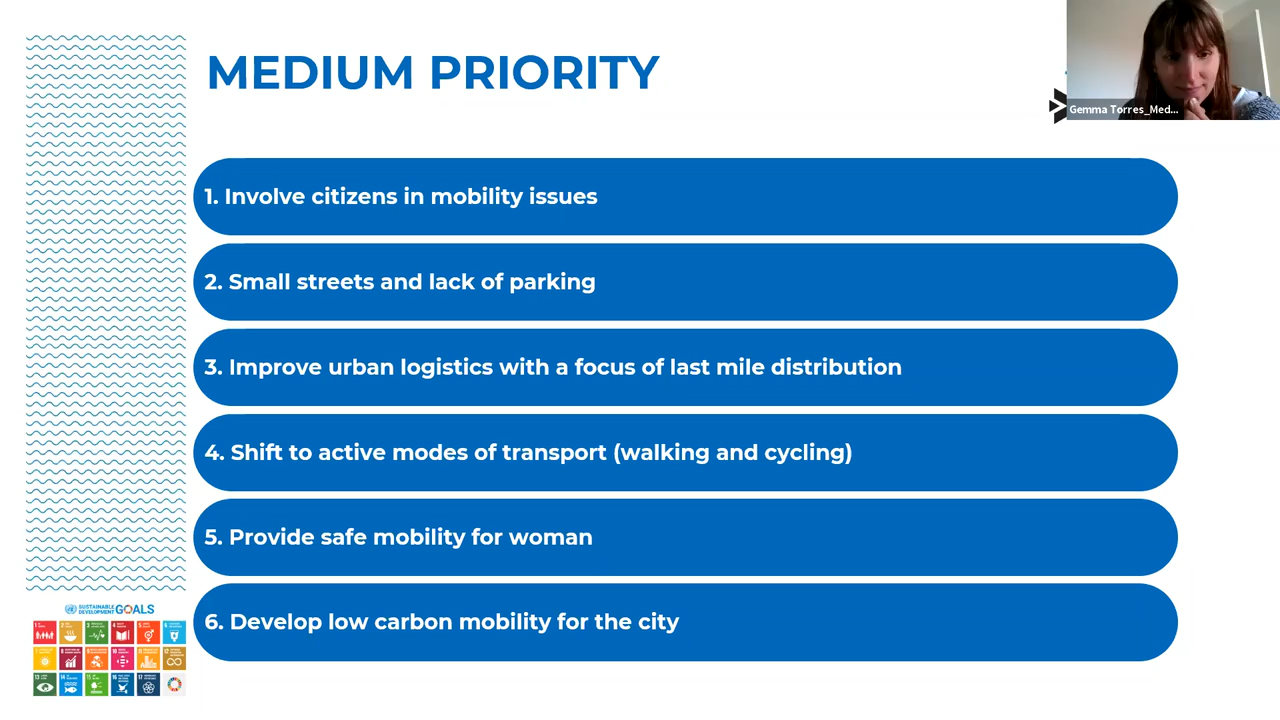 MEDIUM PRIORITY
Gemma Torres_Med...
1. Involve citizens in mobility issues
2. Small streets and lack of parking
3. Improve urban logistics with a focus of last mile distribution
4. Shift to active modes of transport (walking and cycling)
5. Provide safe mobility for woman
6. Develop low carbon mobility for the city
SUSTAINABLE
DEVELOPMENT GOALS